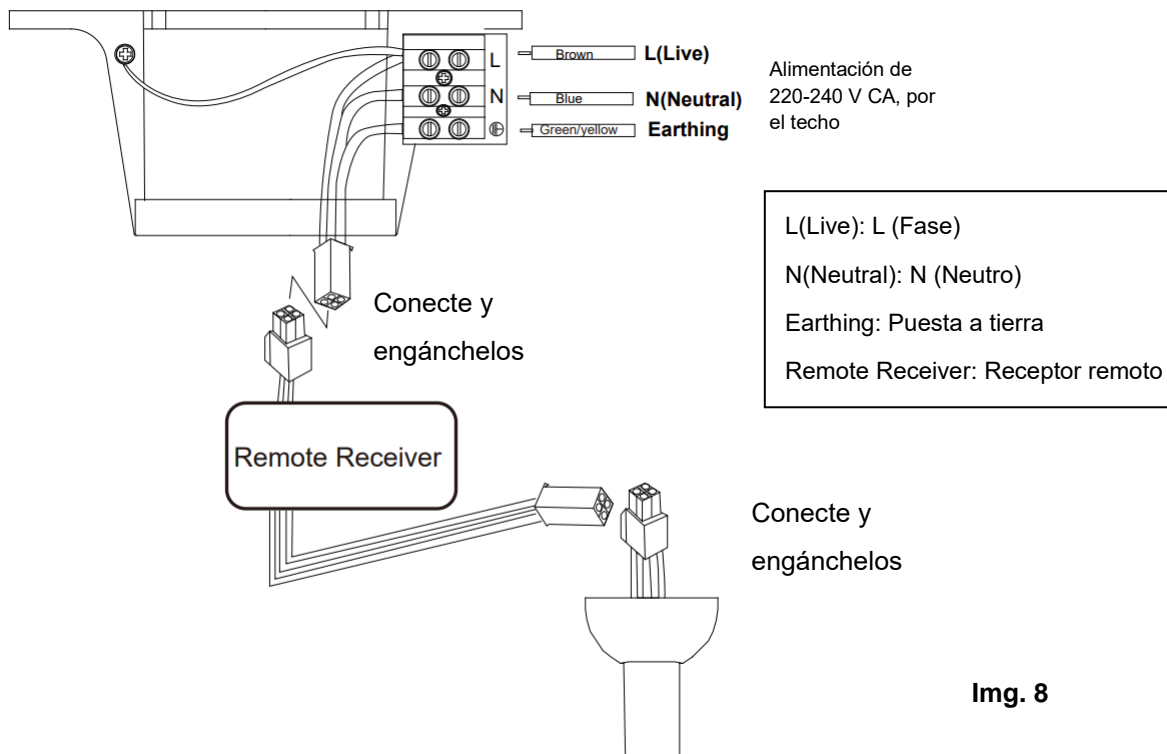 L
N
Brown
L(Live)
Blue
N(Neutral)
Green/yellow
Earthing
Alimentación de
220-240 V CA, por
el techo
L(Live): L (Fase)
N(Neutral): N (Neutro)
Earthing: Puesta a tierra
Remote Receiver: Receptor remoto
Conecte y
engánchelos
Remote Receiver
Conecte y
engánchelos
Img. 8